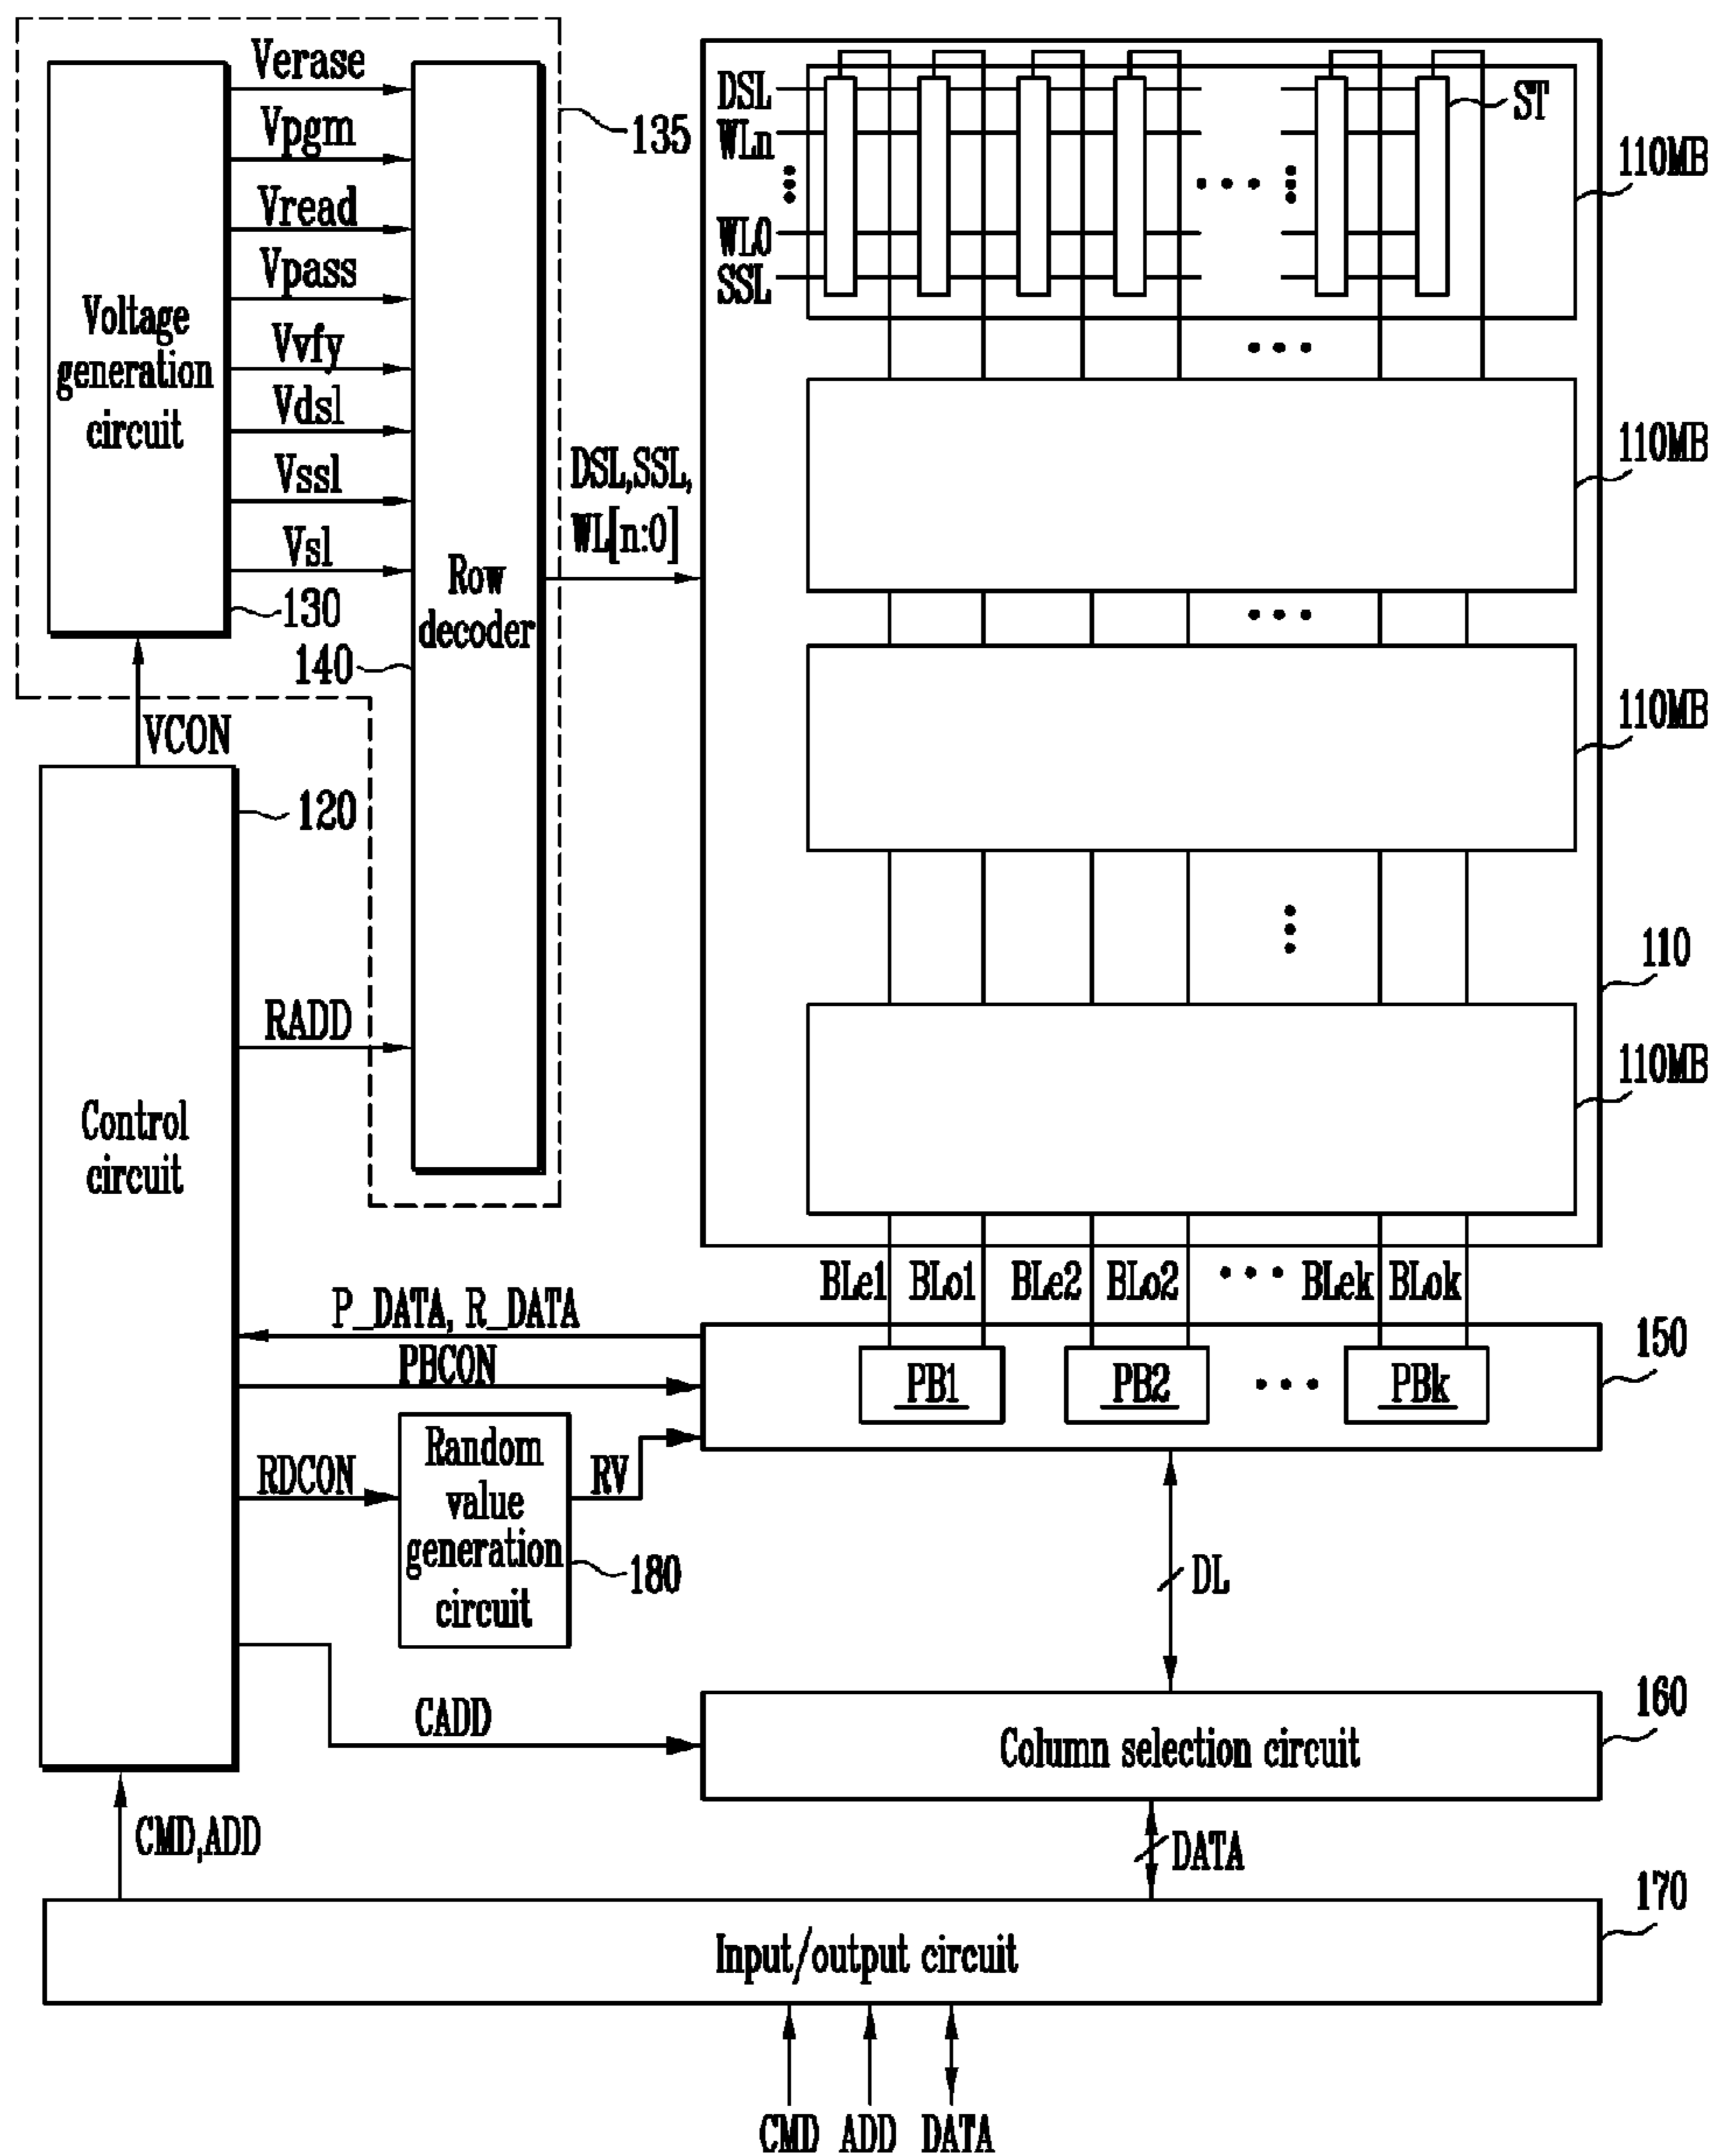 Verase
Vpgm
Vread
Vpass
Vvfy
Vdsl
Vssl
Vsl
Voltage
generation
circuit
130
135
Row
decoder
140
DSL,SSL,
WL[n:0]
DSL
WLn
WL0
SSL
ST
110MB
110MB
110MB
110
110MB
VCON
120
RADD
Control
circuit
BLe1
BLo1
BLe2
BLo2
BLek
BLok
P_DATA, R_DATA
PBCON
PB1
PB2
PBk
150
RDCON
Random
value
generation
circuit
180
RV
DL
CADD
Column selection circuit
160
CMD,ADD
DATA
Input/output circuit
170
CMD
ADD
DATA